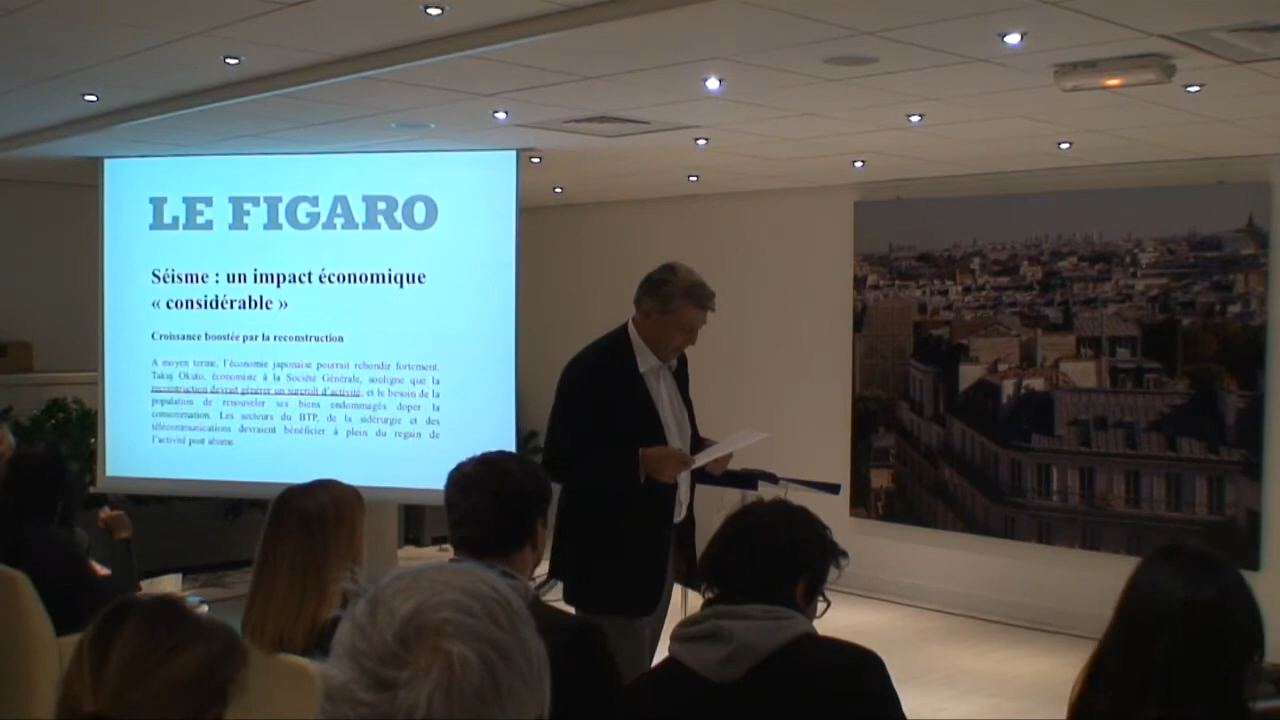 LE FIGARO
Séisme : un impact économique
« considérable »
Croissance boostée par la reconstruction
A moyen terme, l'économie japonaise pourrait rebondir fortement.
Takuji Okubo, économiste à la Société Générale, souligne que la
reconstruction devrait générer un surcroît d'activité, et le besoin de la
population de renouveler ses biens endommagés doper la
consommation. Les secteurs du BTP, de la sidérurgie et des
télécommunications devraient bénéficier à plein du regain de
l'activité post séisme.